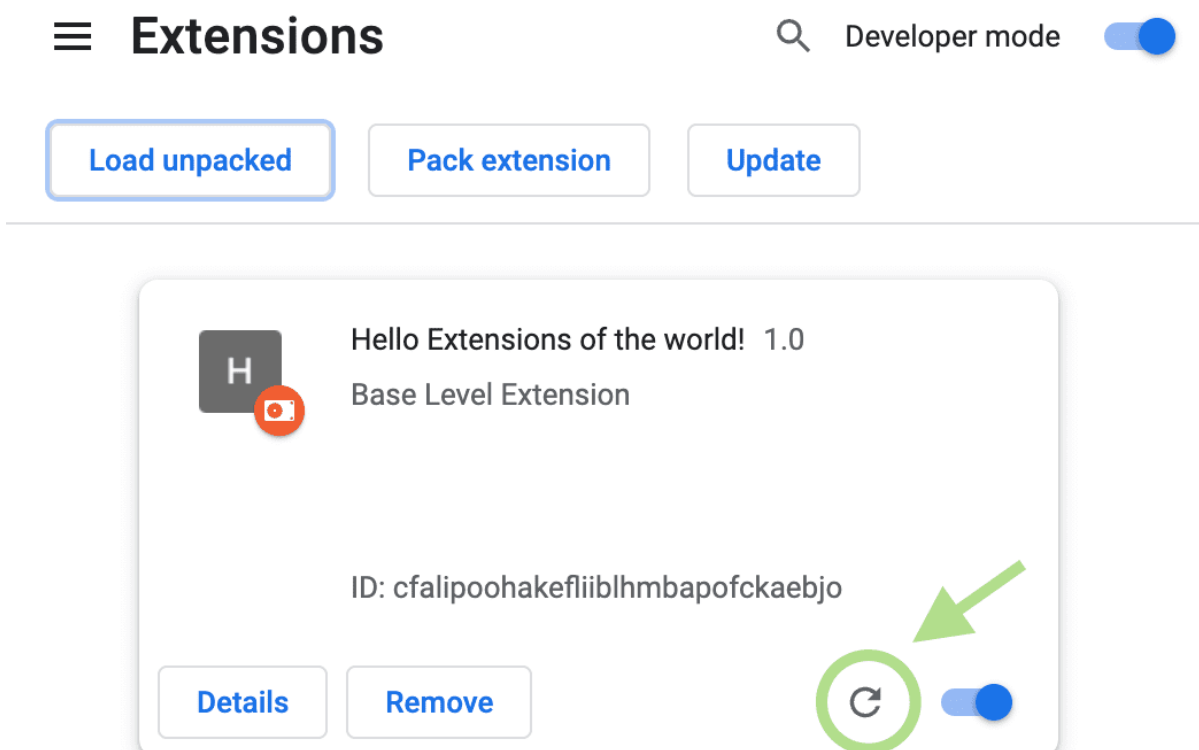 Extensions
Developer mode
Load unpacked
Pack extension
Update
H
Hello Extensions of the world! 1.0
Base Level Extension
ID: cfalipoohakefliiblhmbapofckaebjo
Details
Remove